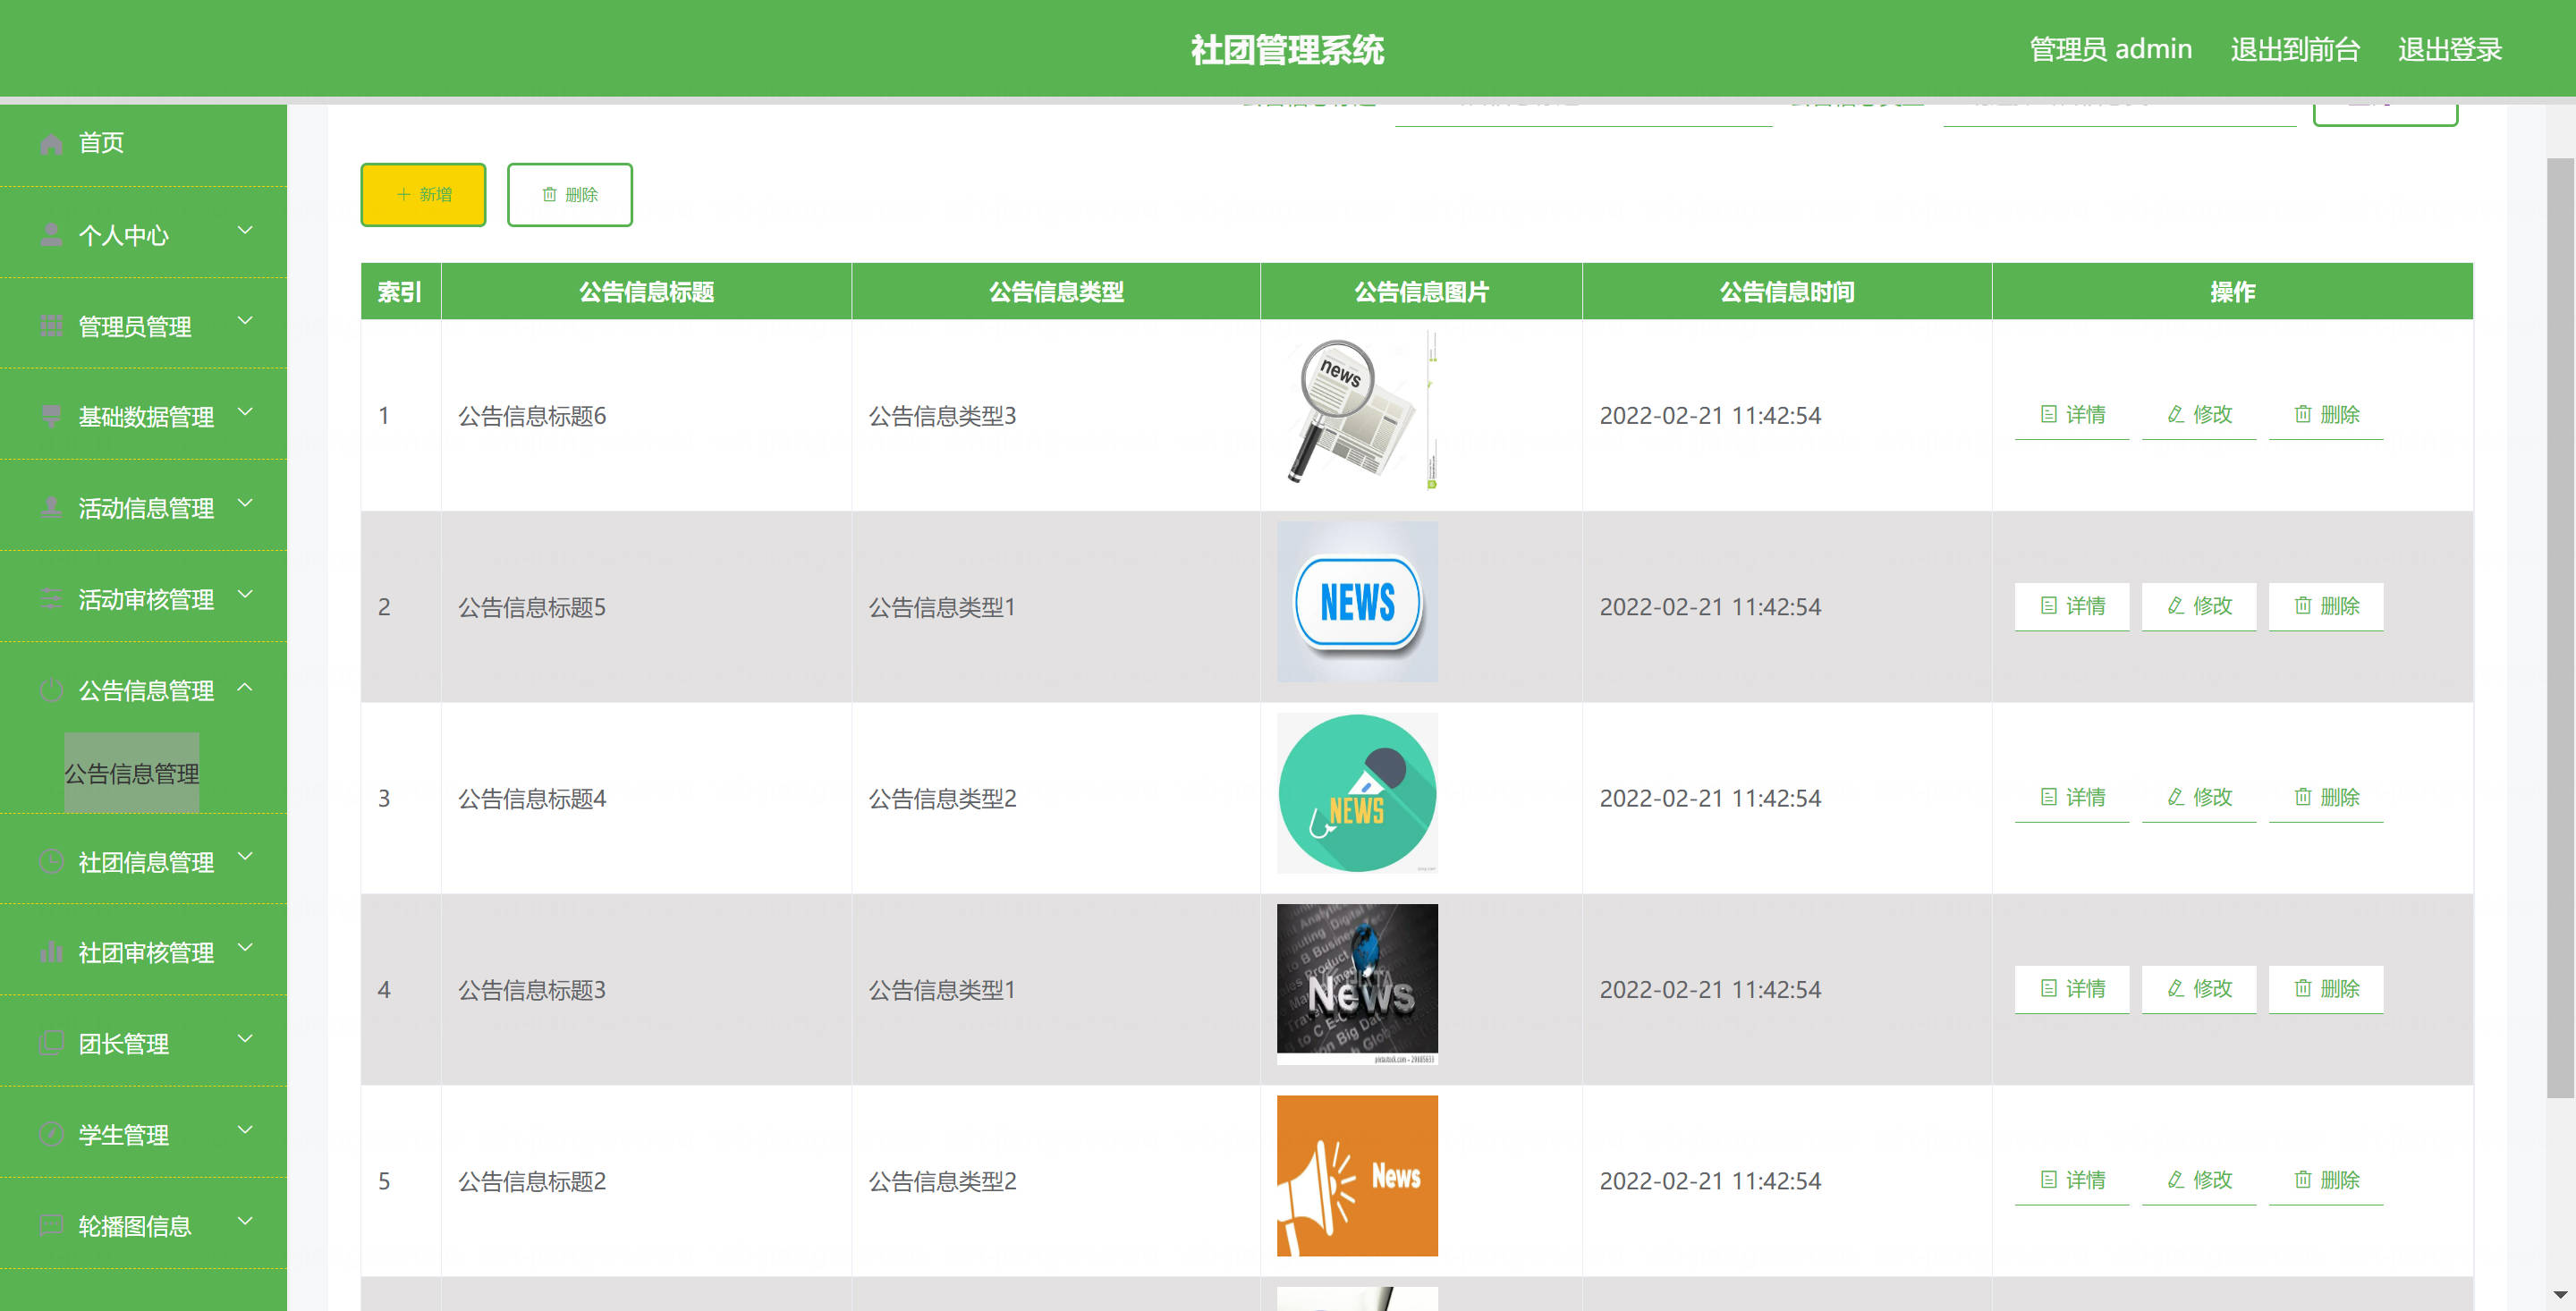 社团管理系统
管理员 admin 退出到前台 退出登录
首页
个人中心
管理员管理
基础数据管理
活动信息管理
活动审核管理
公告信息管理
公告信息管理
社团信息管理
社团审核管理
团长管理
学生管理
轮播图信息
新增 删除
索引 公告信息标题 公告信息类型 公告信息图片 公告信息时间 操作
1 公告信息标题6 公告信息类型3 news 2022-02-21 11:42:54 详情 修改 删除
2 公告信息标题5 公告信息类型1 NEWS 2022-02-21 11:42:54 详情 修改 删除
3 公告信息标题4 公告信息类型2 NEWS 2022-02-21 11:42:54 详情 修改 删除
4 公告信息标题3 公告信息类型1 News 2022-02-21 11:42:54 详情 修改 删除
5 公告信息标题2 公告信息类型2 News 2022-02-21 11:42:54 详情 修改 删除